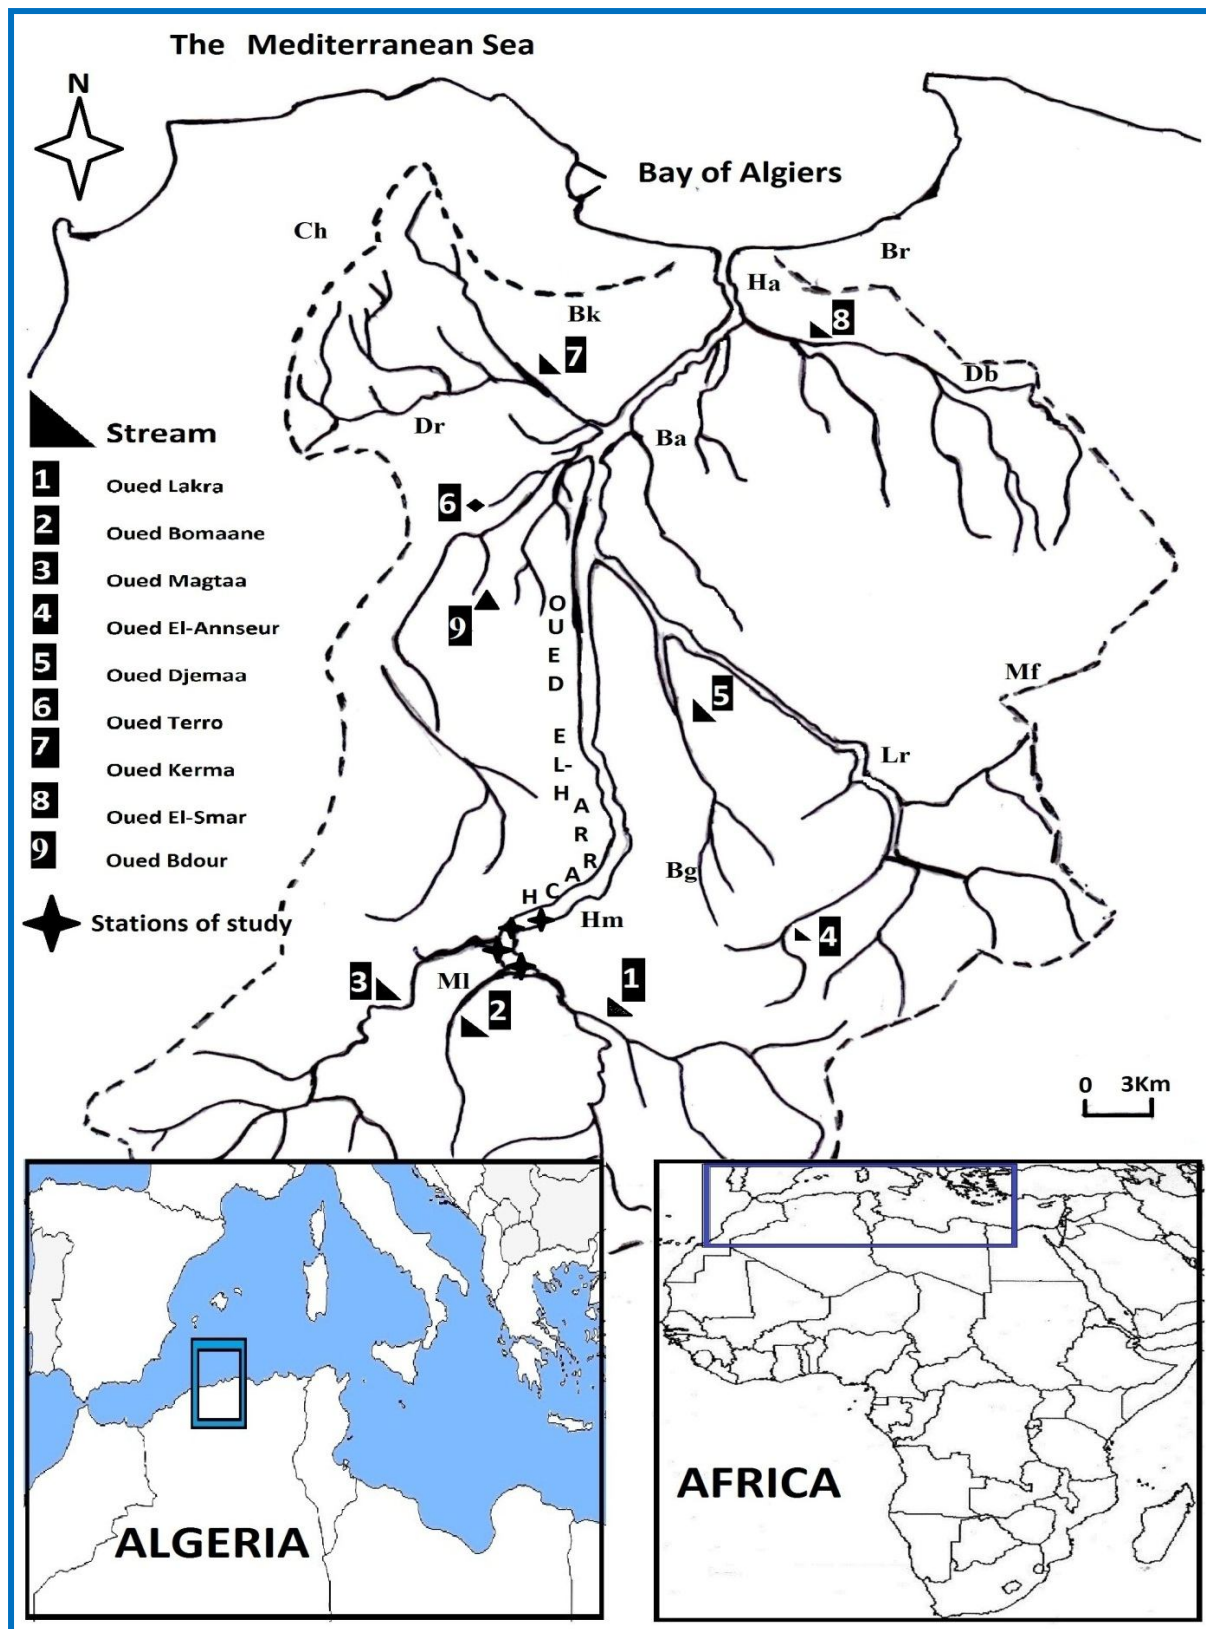 The Mediterranean Sea
N
Bay of Algiers
Ch
Br
Ha
Bk
8
7
Db
Dr
Ba
Stream
1 Oued Lakra
2 Oued Bomaane
3 Oued Magtaa
4 Oued El-Annseur
5 Oued Djemaa
6 Oued Terro
7 Oued Kerma
8 Oued El-Smar
9 Oued Bdour
Stations of study
6
9
OUED EL-HARRACH
Mf
5
Lr
Bg
Hm
4
3
Ml
1
2
0 3Km
ALGERIA
AFRICA